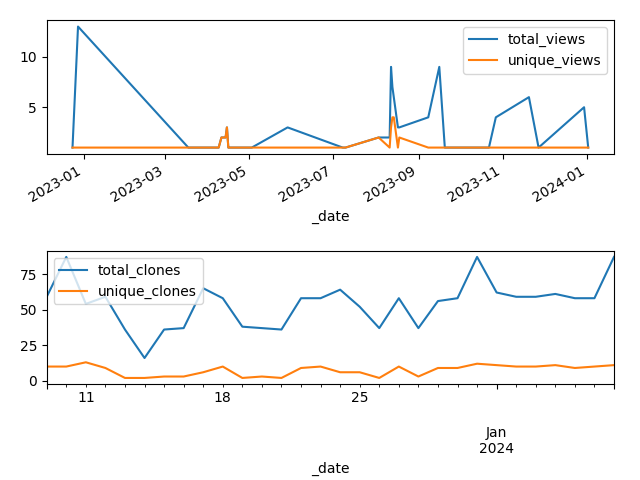 10
5
total_views
unique_views
2023-01
2023-03
2023-05
2023-07
2023-09
2023-11
2024-01
_date
75
50
25
0
total_clones
unique_clones
11
18
25
Jan
2024
_date